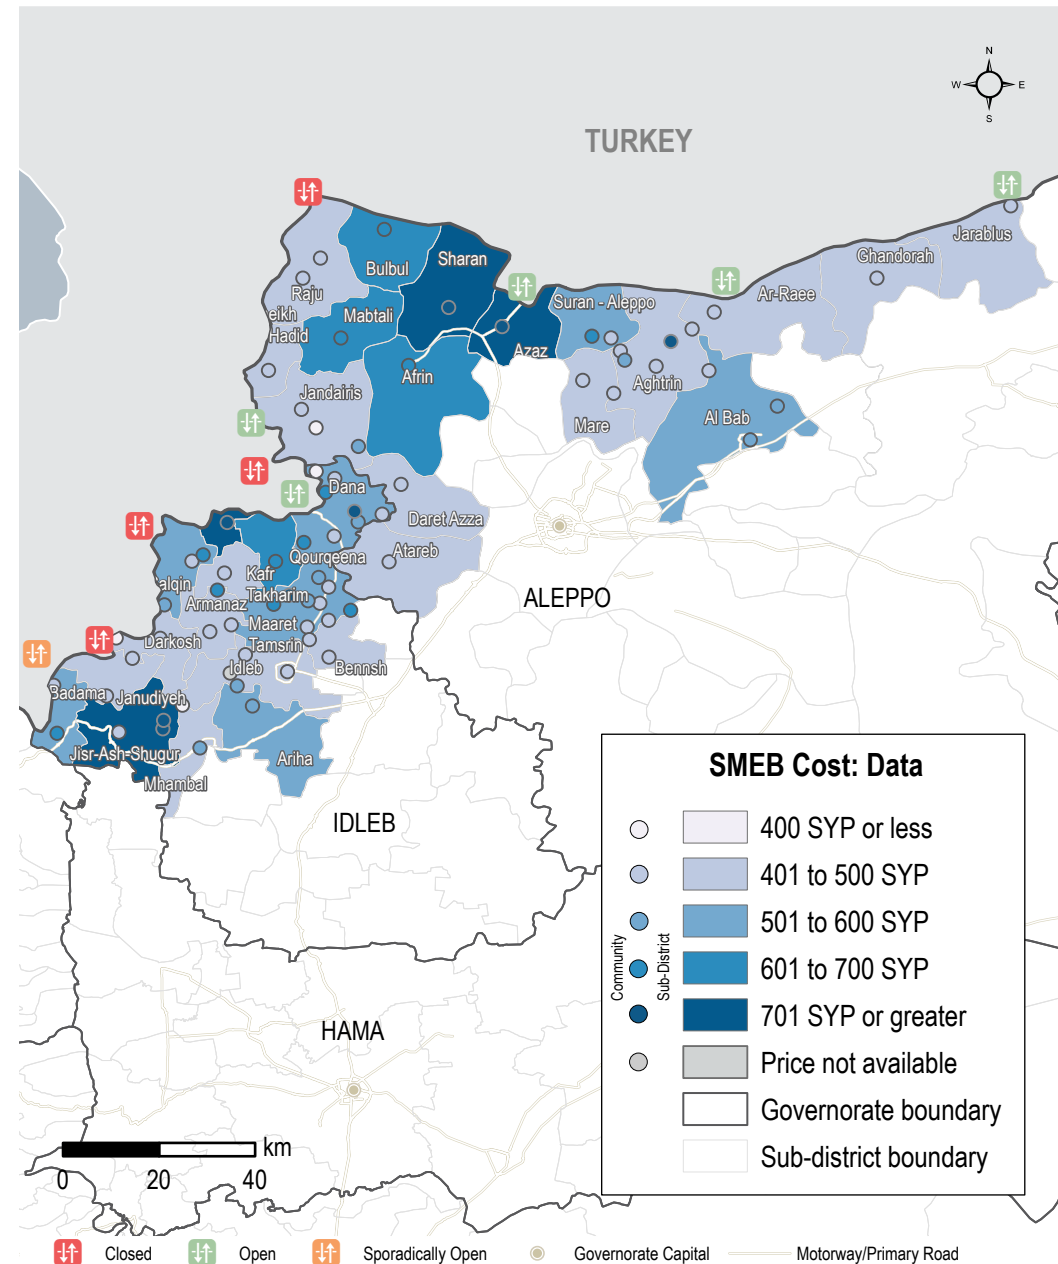 N
W
E
S
TURKEY
Jarablus
Ghandorah
Sharan
Bulbul
Ar-Raee
Raju
Suran - Aleppo
eikh
Mabtali
Hadid
Azaz
Afrin
Aghtrin
Jandairis
Al Bab
Mare
Dana
Daret Azza
Atareb
Qourqeena
Kafr
alqin
Takharim
Armanaz
ALEPPO
Maaret
Darkosh
Tamsrin
Idleb
Bennsh
Badama
Janudiyeh
Jisr-Ash-Shugur
Ariha
Mhambal
IDLEB
HAMA
SMEB Cost: Data
400 SYP or less
401 to 500 SYP
501 to 600 SYP
601 to 700 SYP
701 SYP or greater
Price not available
Governorate boundary
Sub-district boundary
Community
Sub-District
km
0 20 40
Closed
Open
Sporadically Open
Governorate Capital
Motorway/Primary Road